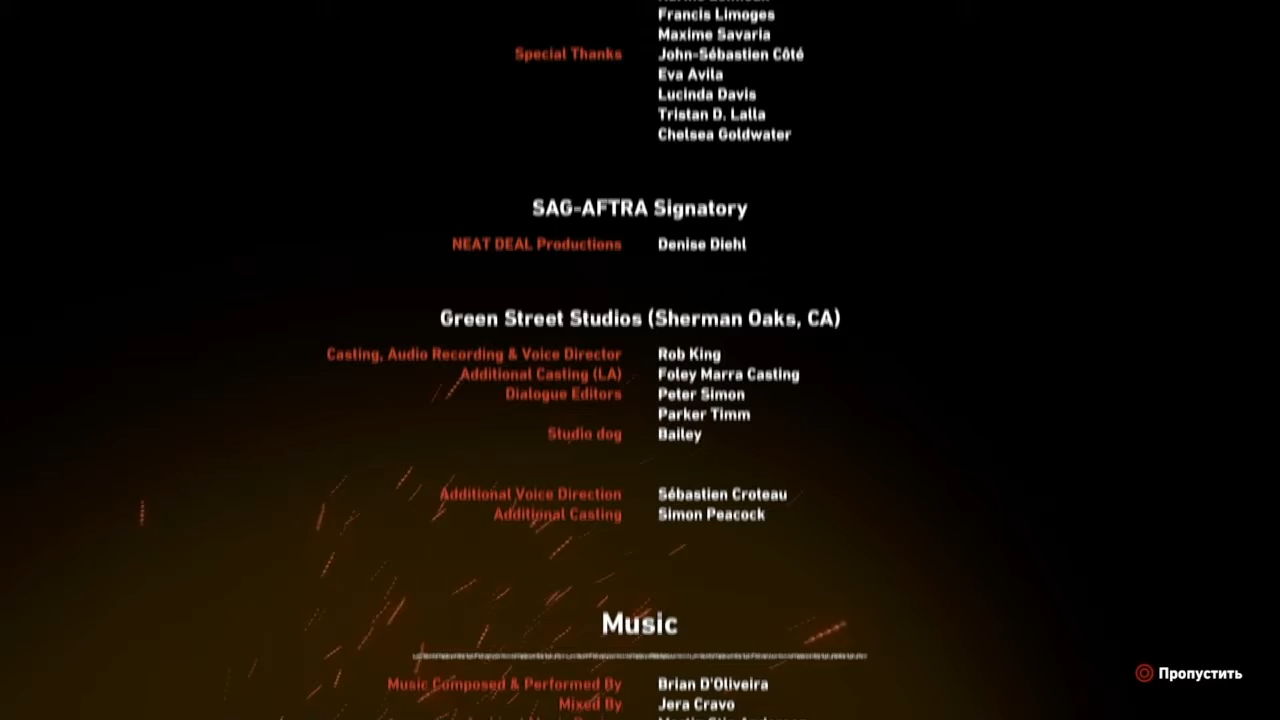 Francis Limoges
Maxime Savaria
Special Thanks John-Sébastien Côté
Eva Avila
Lucinda Davis
Tristan D. Lalla
Chelsea Goldwater
SAG-AFTRA Signatory
NEAT DEAL Productions Denise Diehl
Green Street Studios (Sherman Oaks, CA)
Casting, Audio Recording & Voice Director Rob King
Additional Casting (LA) Foley Marra Casting
Dialogue Editors Peter Simon
Parker Timm
Studio dog Bailey
Additional Voice Direction Sébastien Croteau
Additional Casting Simon Peacock
Music
Пропустить
Music Composed & Performed By Brian D'Oliveira
Mixed By Jera Cravo